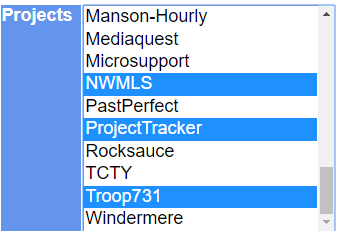 Projects
Manson-Hourly
Mediaquest
Microsupport
NWMLS
PastPerfect
ProjectTracker
Rocksauce
TCTY
Troop731
Windermere